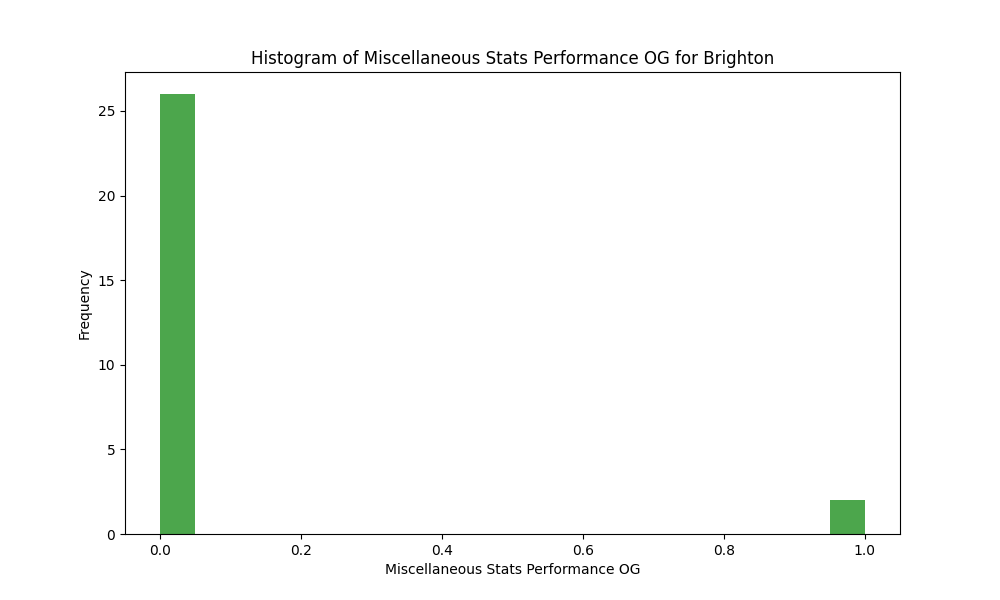 Histogram of Miscellaneous Stats Performance OG for Brighton
25
20
15
10
5
0
Frequency
0.0 0.2 0.4 0.6 0.8 1.0
Miscellaneous Stats Performance OG